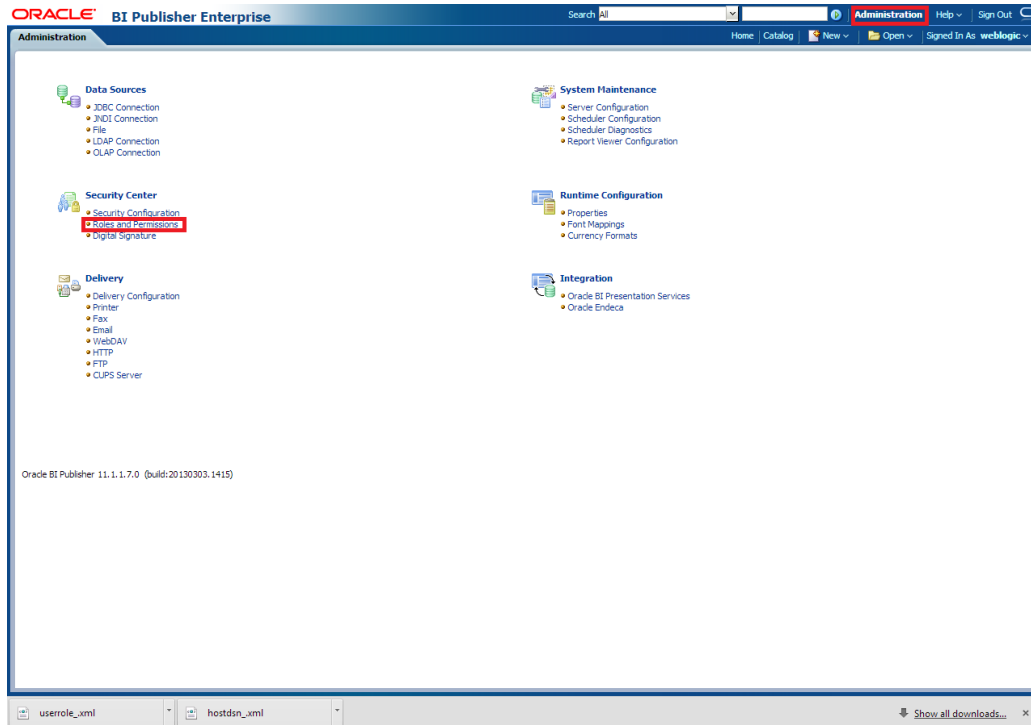 ORACLE BI Publisher Enterprise
Search All
Administration Help Sign Out
Administration
Home Catalog New Open Signed In As weblogic
Data Sources
JDBC Connection
JNDI Connection
File
LDAP Connection
OLAP Connection
System Maintenance
Server Configuration
Scheduler Configuration
Scheduler Diagnostics
Report Viewer Configuration
Security Center
Security Configuration
Roles and Permissions
Digital Signature
Runtime Configuration
Properties
Font Mappings
Currency Formats
Delivery
Delivery Configuration
Printer
Fax
Email
WebDAV
HTTP
FTP
CUPS Server
Integration
Oracle BI Presentation Services
Oracle Endeca
Oracle BI Publisher 11.1.1.7.0 (build:20130303.1415)
userrole_.xml
hostdsn_.xml
Show all downloads...